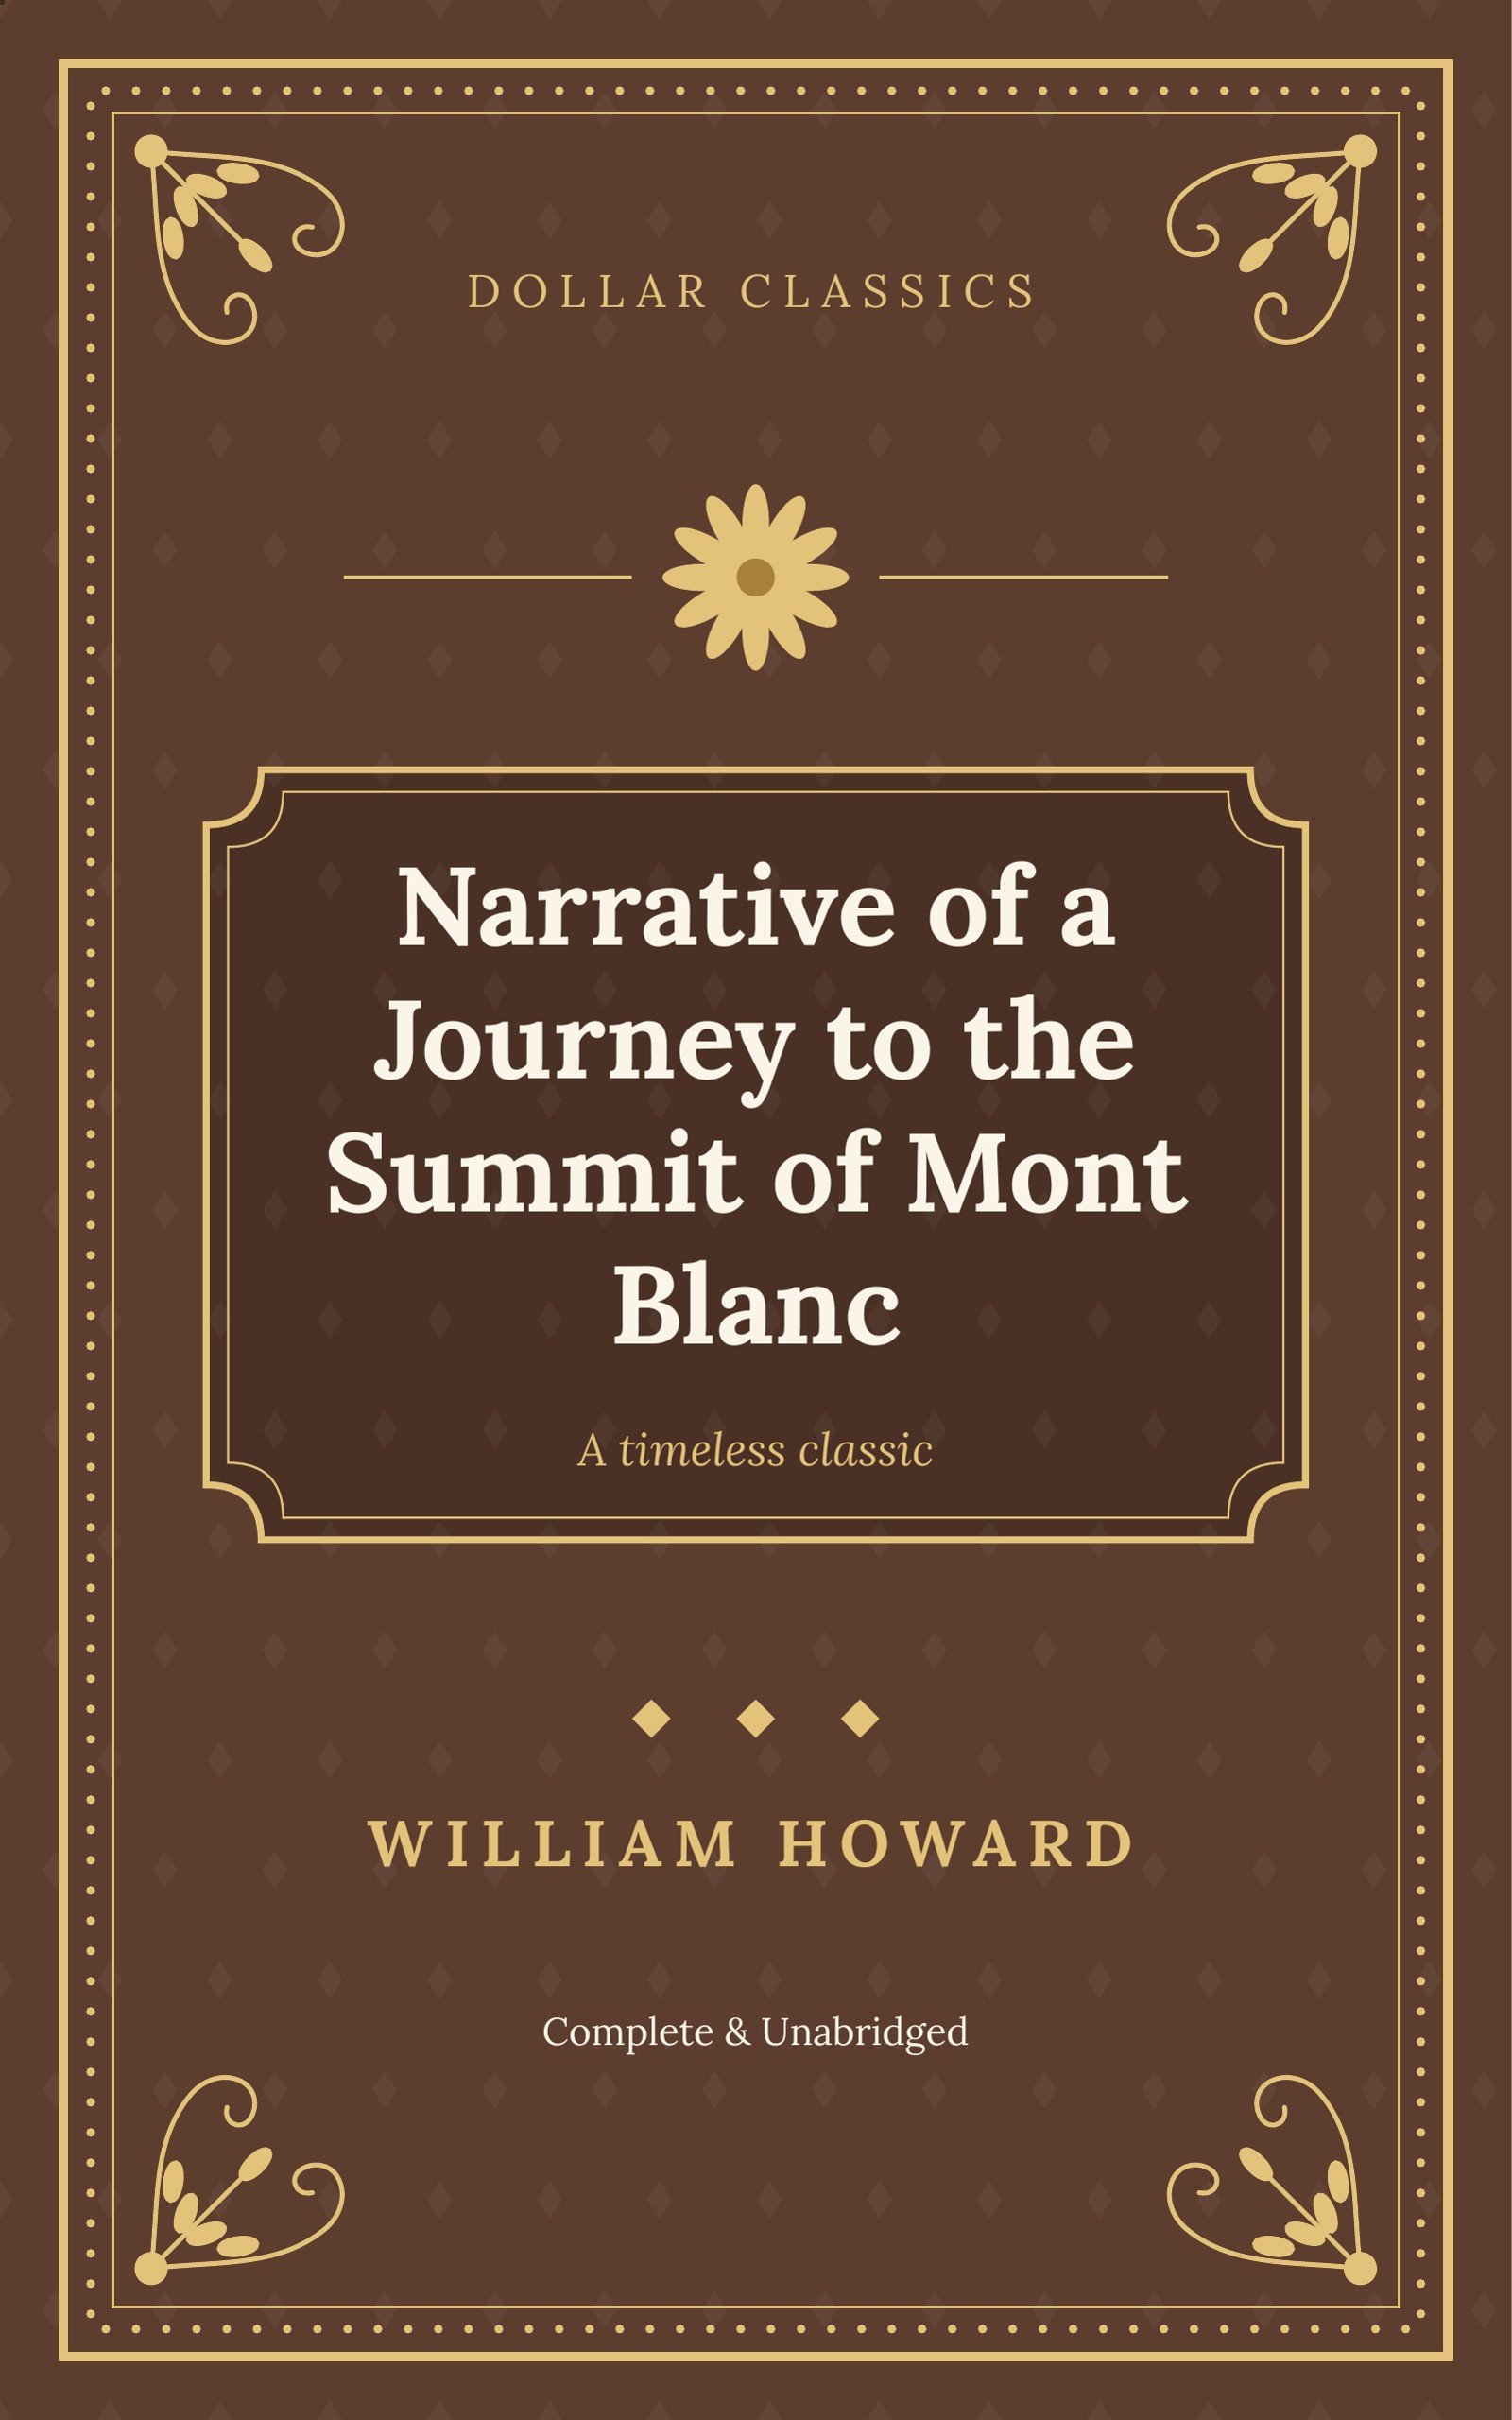 DOLLAR CLASSICS
Narrative of a
Journey to the
Summit of Mont
Blanc
A timeless classic
WILLIAM HOWARD
Complete & Unabridged